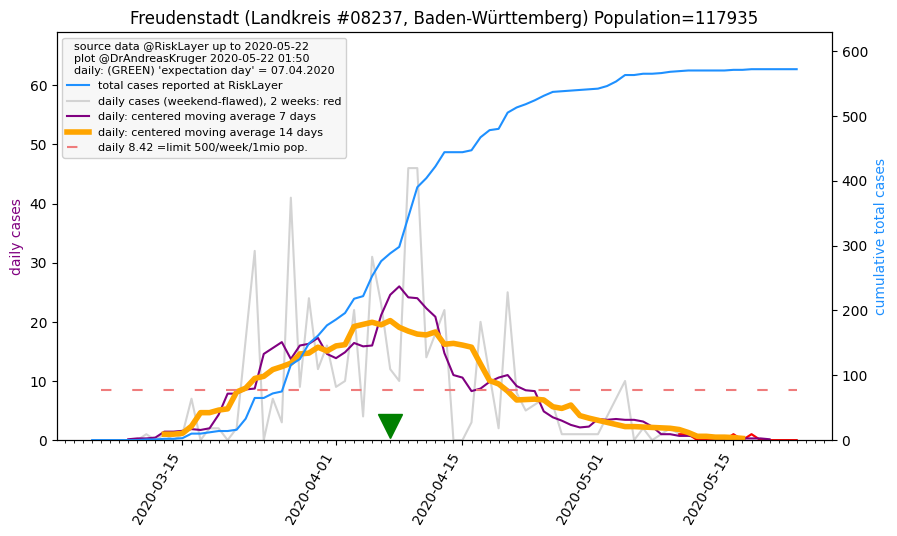 Freudenstadt (Landkreis #08237, Baden-Württemberg) Population=117935
source data @RiskLayer up to 2020-05-22
plot @DrAndreasKruger 2020-05-22 01:50
daily: (GREEN) 'expectation day' = 07.04.2020
total cases reported at RiskLayer
daily cases (weekend-flawed), 2 weeks: red
daily: centered moving average 7 days
daily: centered moving average 14 days
daily 8.42 =limit 500/week/1mio pop.
daily cases
60
50
40
30
20
10
0
600
500
400
300
200
100
0
cumulative total cases
2020-03-15
2020-04-01
2020-04-15
2020-05-01
2020-05-15